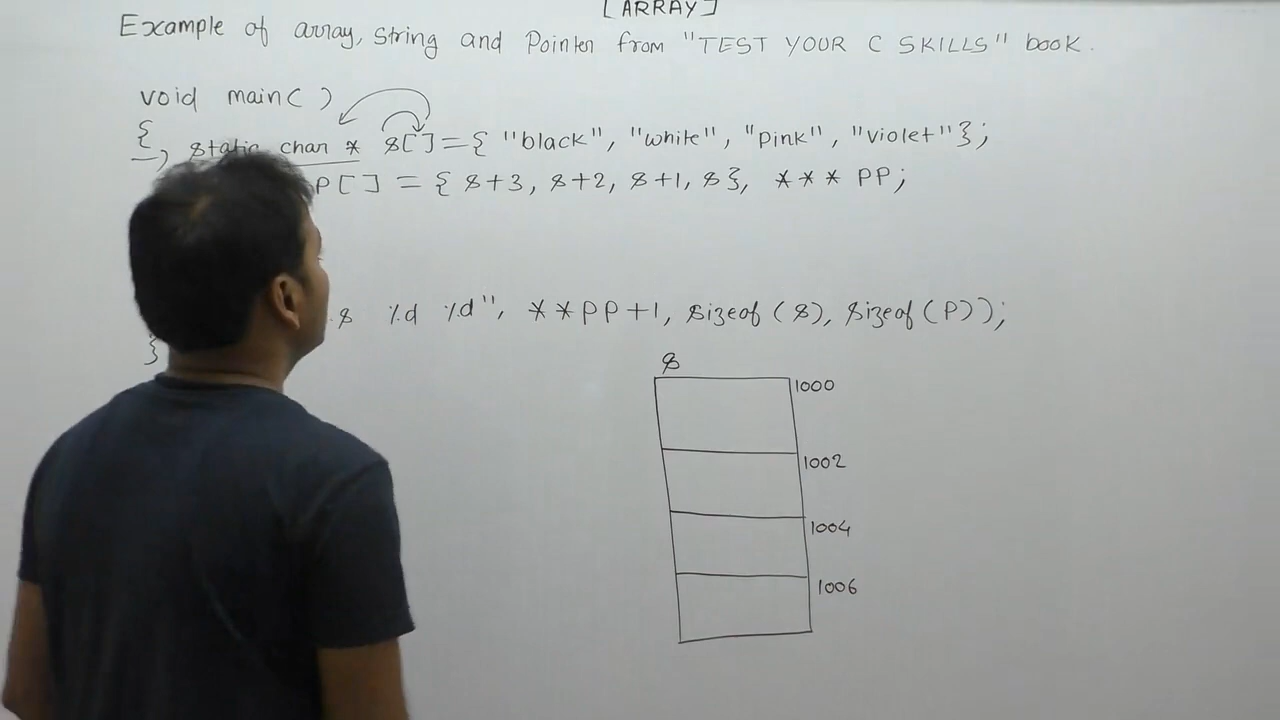 [ARRAY]
Example of array, string and Pointer from "TEST YOUR C SKILLS" book.
void main( )
{
static char * s[ ] = { "black", "white", "pink", "violet" };
P[ ] = { s+3, s+2, s+1, s }, * * * PP;
s %d %d", * * PP + 1, sizeof (s), sizeof (P));
}
s
1000
1002
1004
1006